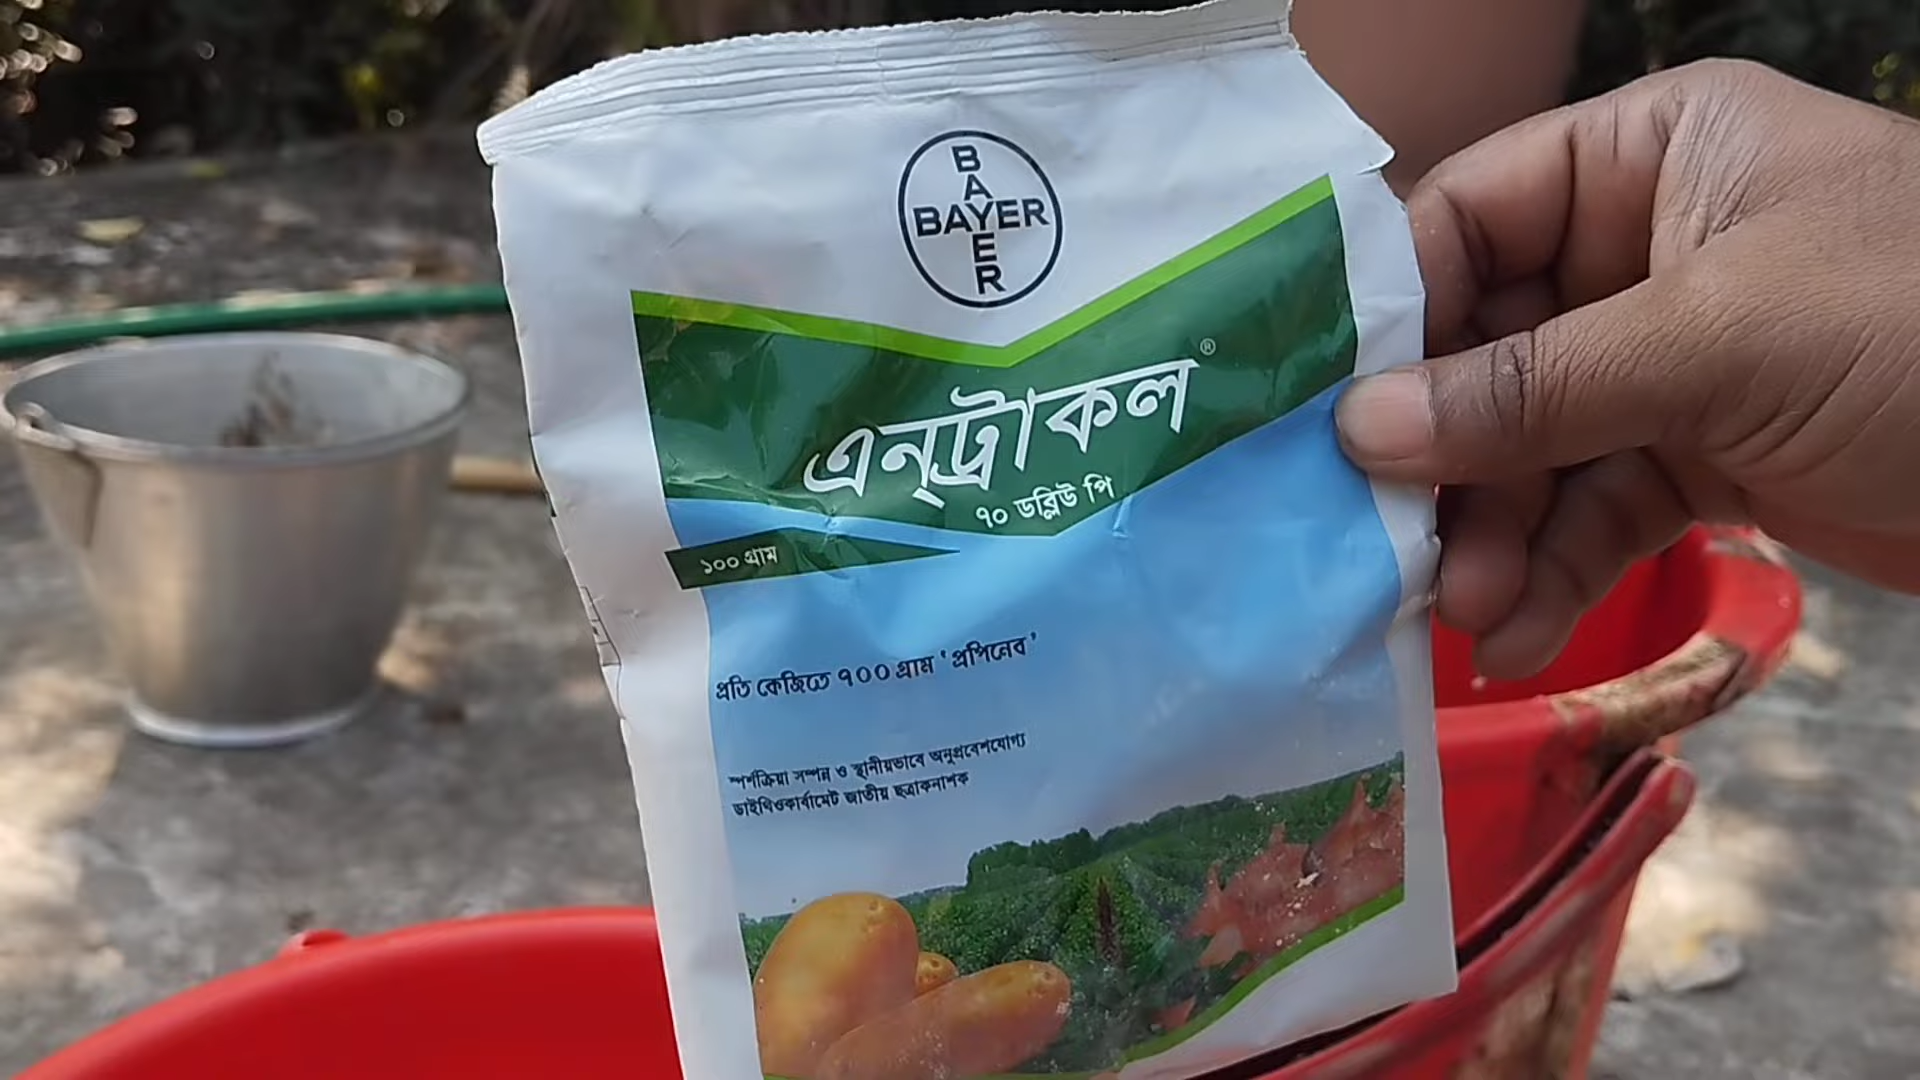 BAYER
BAYER
এন্ট্রাকল®
৭০ ডব্লিউ পি
১০০ গ্রাম
প্রতি কেজিতে ৭০০ গ্রাম ‘প্রপিনেব’
স্পর্শক্রিয়া সম্পন্ন ও স্থানীয়ভাবে অনুপ্রবেশযোগ্য
ডাইথিওকার্বামেট জাতীয় ছত্রাকনাশক